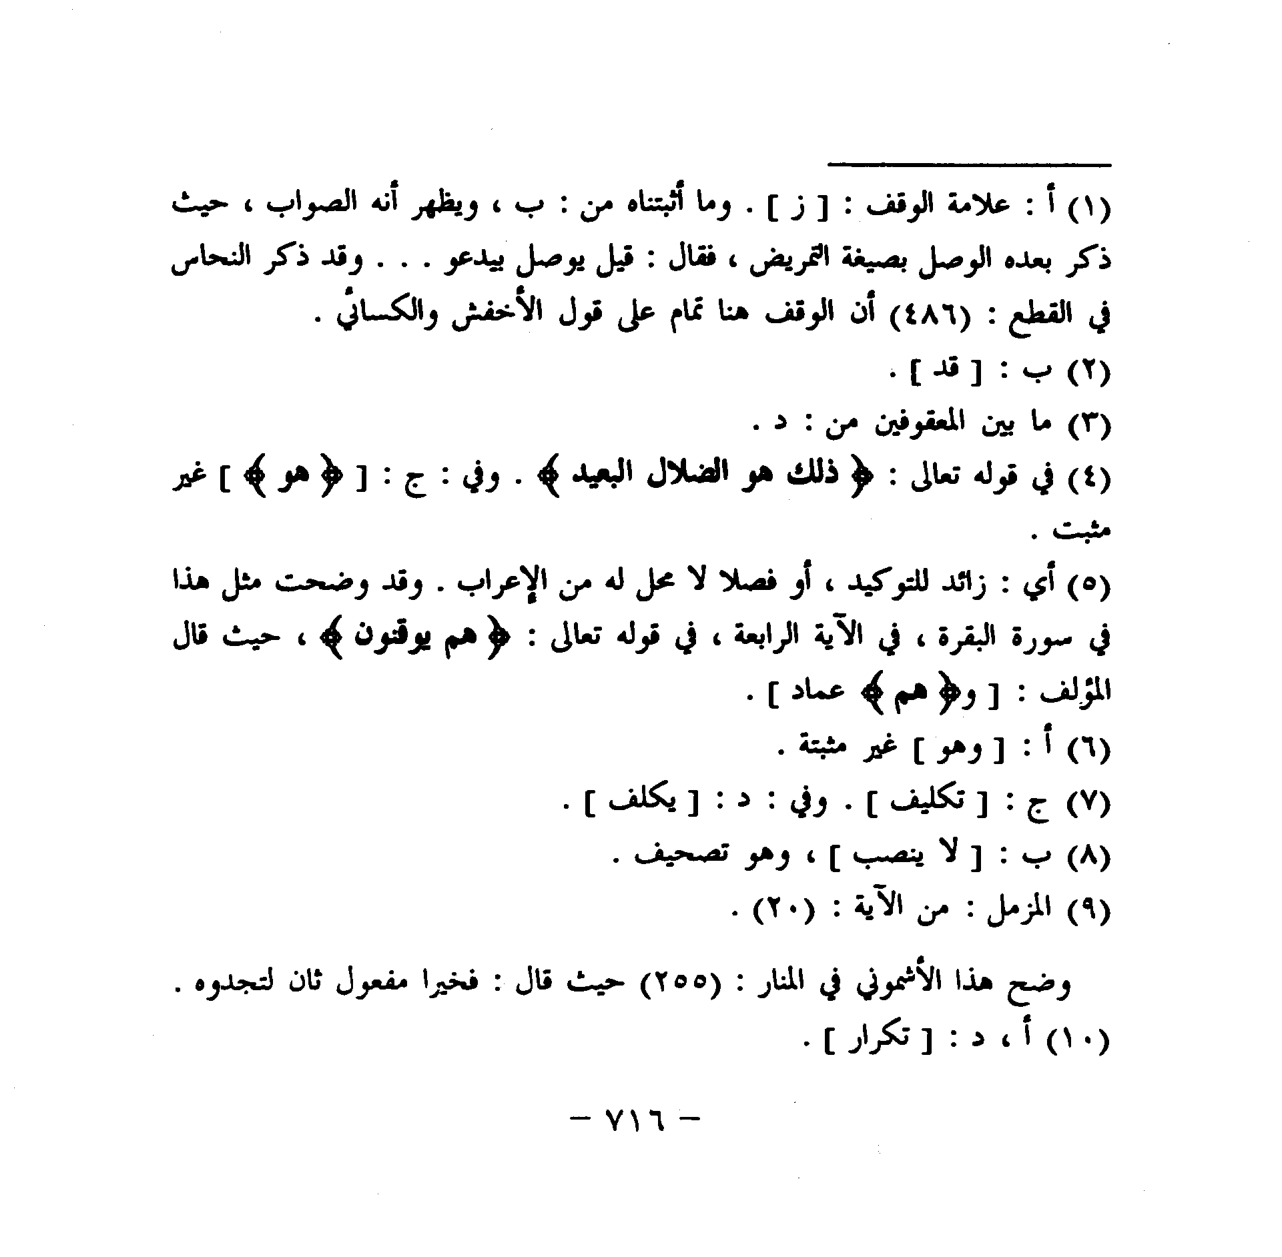 (١) أ : علامة الوقف : [ ز ] . وما أثبتناه من : ب ، ويظهر أنه الصواب ، حيث
ذكر بعده الوصل بصيغة التمريض ، فقال : قيل يوصل بيدعو . . . وقد ذكر النحاس
في القطع : (٤٨٦) أن الوقف هنا تمام على قول الأخفش والكسائي .
(٢) ب : [ قد ] .
(٣) ما بين المعقوفين من : د .
(٤) في قوله تعالى : ﴿ ذلك هو الضلال البعيد ﴾ . وفي : ج : [ ﴿ هو ﴾ ] غير
مثبت .
(٥) أي : زائد للتوكيد ، أو فصلا لا محل له من الإعراب . وقد وضحت مثل هذا
في سورة البقرة ، في الآية الرابعة ، في قوله تعالى : ﴿ هم يوقنون ﴾ ، حيث قال
المؤلف : [ و﴿ هم ﴾ عماد ] .
(٦) أ : [ وهو ] غير مثبتة .
(٧) ج : [ تكليف ] . وفي : د : [ يكلف ] .
(٨) ب : [ لا ينصب ] ، وهو تصحيف .
(٩) المزمل : من الآية : (٢٠) .
وضح هذا الأشموني في المنار : (٢٥٥) حيث قال : فخيرا مفعول ثان لتجدوه .
(١٠) أ ، د : [ تكرار ] .
– ٧١٦ –